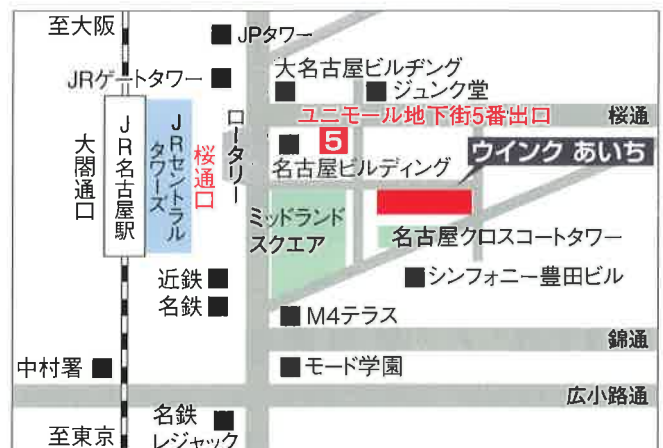 至大阪
JPタワー
JRゲートタワー
大名古屋ビルヂング
ジュンク堂
ユニモール地下街5番出口
桜通
ロータリー
JR名古屋駅
JRセントラル
タワーズ
桜通口
太閤通口
5
名古屋ビルディング
ウインク あいち
ミッドランド
スクエア
名古屋クロスコートタワー
近鉄
名鉄
シンフォニー豊田ビル
M4テラス
錦通
中村署
モード学園
広小路通
至東京
名鉄
レジャック